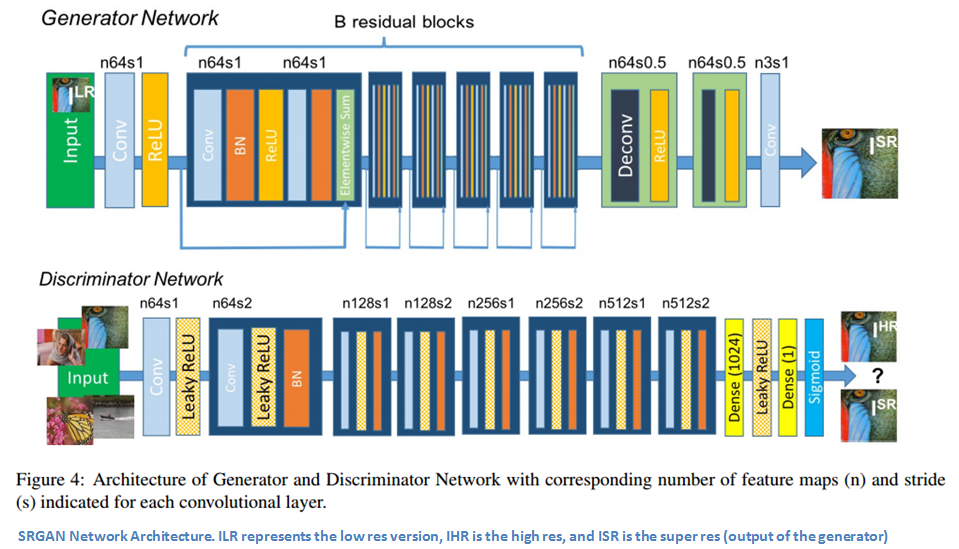 Generator Network
B residual blocks
n64s1
n64s1
n64s1
n64s0.5
n64s0.5
n3s1
Input
ILR
Conv
ReLU
Conv
BN
ReLU
Elementwise Sum
Deconv
ReLU
Conv
ISR
Discriminator Network
n64s1
n64s2
n128s1
n128s2
n256s1
n256s2
n512s1
n512s2
Input
Conv
Leaky ReLU
Conv
Leaky ReLU
BN
Dense (1024)
Leaky ReLU
Dense (1)
Sigmoid
IHR
?
ISR
Figure 4: Architecture of Generator and Discriminator Network with corresponding number of feature maps (n) and stride
(s) indicated for each convolutional layer.
SRGAN Network Architecture. ILR represents the low res version, IHR is the high res, and ISR is the super res (output of the generator)